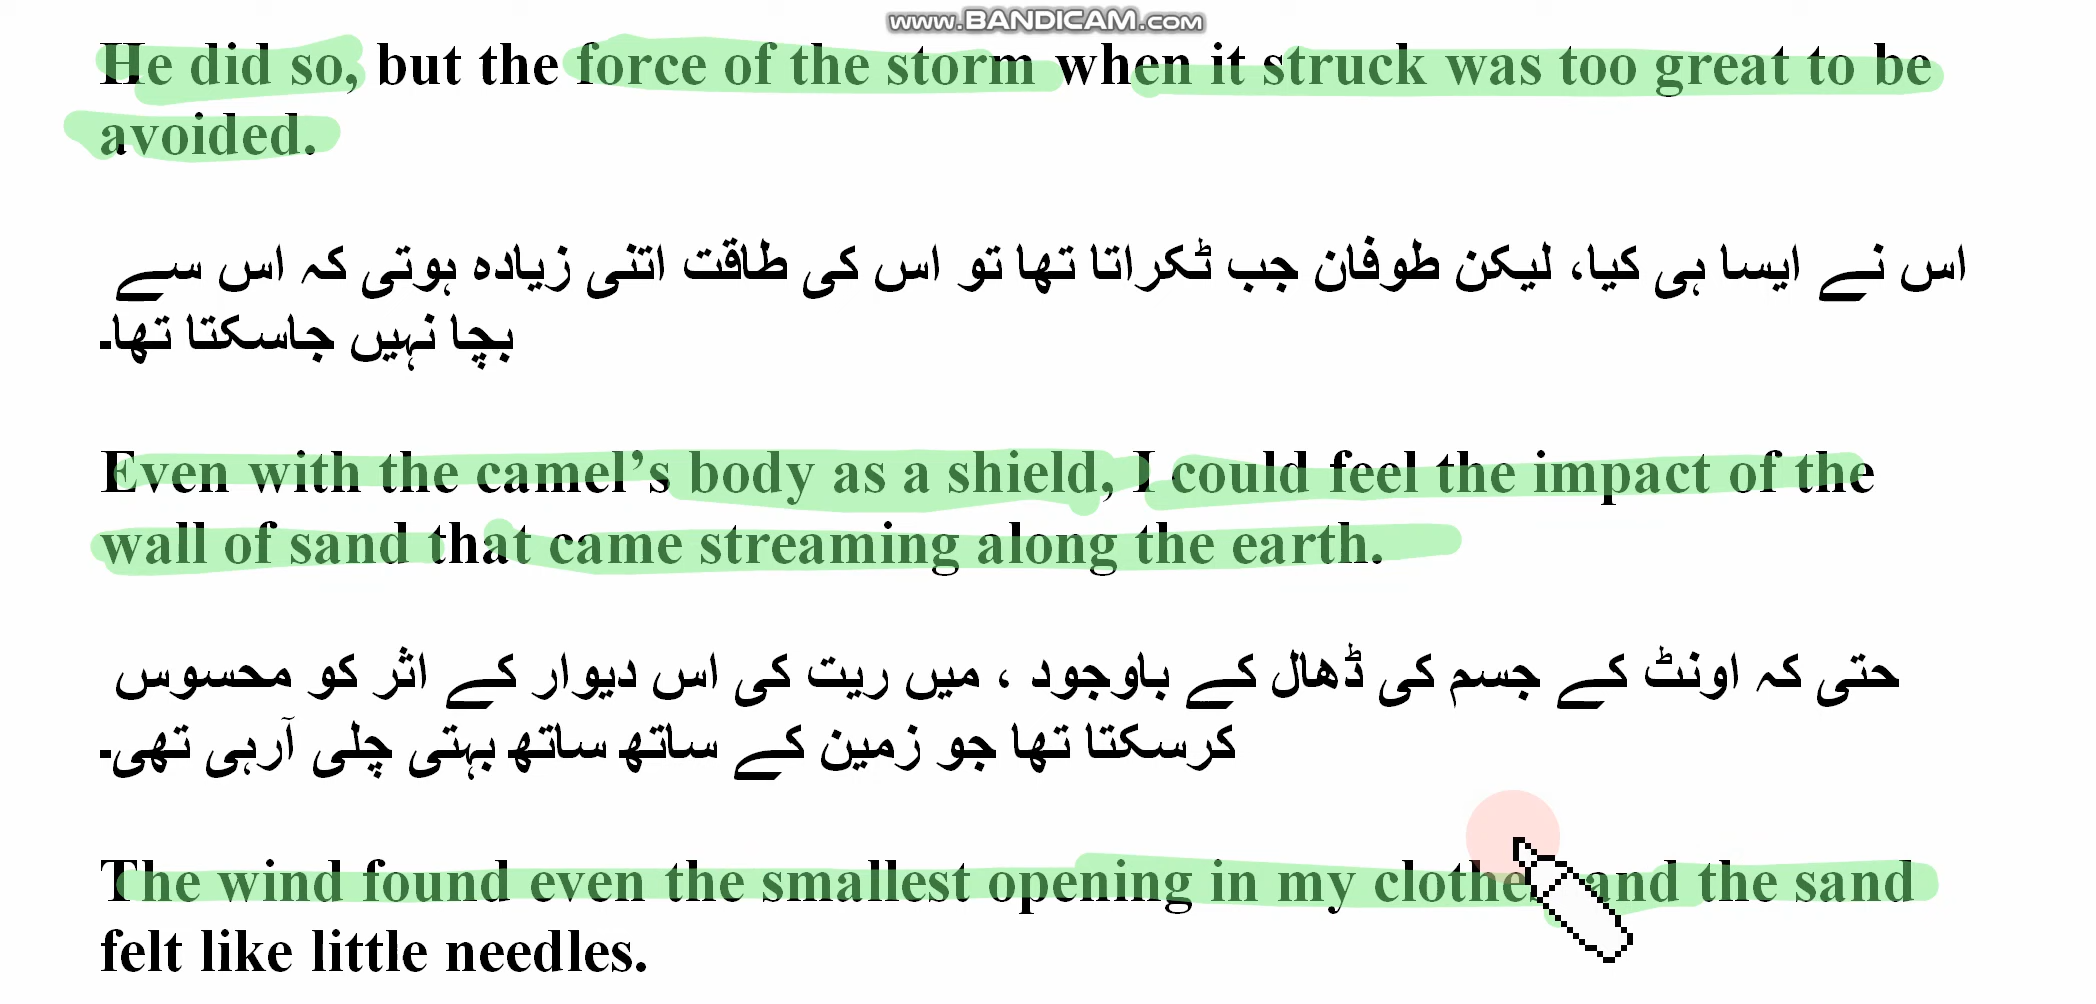 www.BANDICAM.com
He did so, but the force of the storm when it struck was too great to be
avoided.
اس نے ایسا ہی کیا، لیکن طوفان جب ٹکراتا تھا تو اس کی طاقت اتنی زیادہ ہوتی کہ اس سے
بچا نہیں جاسکتا تھا۔
Even with the camel’s body as a shield, I could feel the impact of the
wall of sand that came streaming along the earth.
حتی کہ اونٹ کے جسم کی ڈھال کے باوجود ، میں ریت کی اس دیوار کے اثر کو محسوس
کرسکتا تھا جو زمین کے ساتھ ساتھ بہتی چلی آرہی تھی۔
The wind found even the smallest opening in my clothes and the sand
felt like little needles.